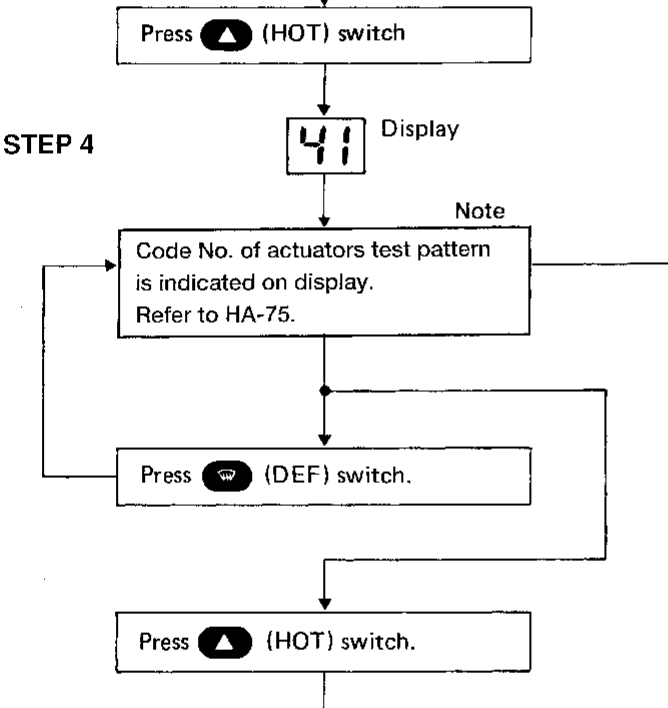 Press (HOT) switch
STEP 4
41
Display
Note
Code No. of actuators test pattern
is indicated on display.
Refer to HA-75.
Press (DEF) switch.
Press (HOT) switch.